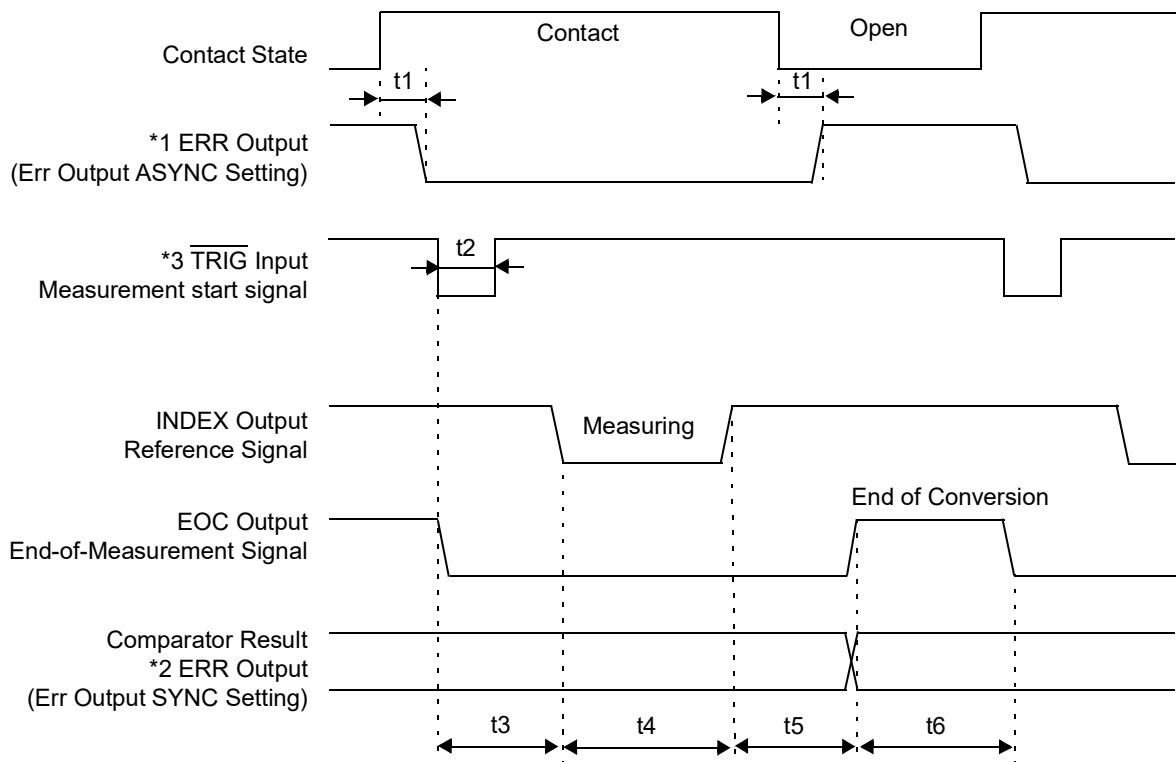 Contact State
Contact
Open
t1
t1
*1 ERR Output
(Err Output ASYNC Setting)
*3 TRIG Input
Measurement start signal
t2
INDEX Output
Reference Signal
Measuring
EOC Output
End-of-Measurement Signal
End of Conversion
Comparator Result
*2 ERR Output
(Err Output SYNC Setting)
t3
t4
t5
t6